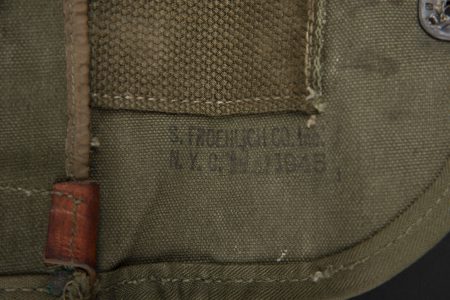 S. FROEHLICH CO. INC.
N. Y. C. 1945